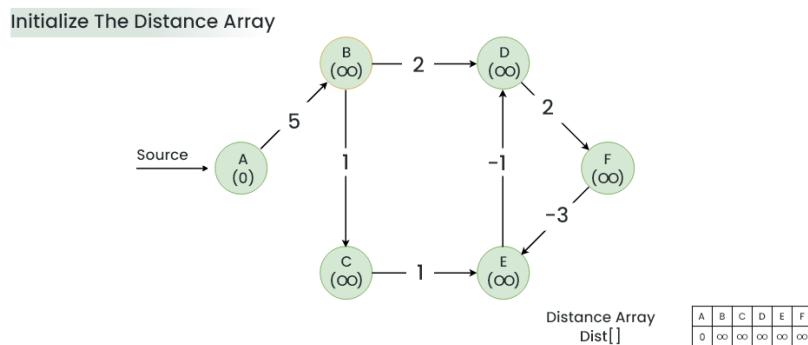 Initialize The Distance Array
B
(∞)
2
D
(∞)
5
2
Source
A
(0)
1
-1
F
(∞)
-3
C
(∞)
1
E
(∞)
Distance Array
Dist[]
A B C D E F
0 ∞ ∞ ∞ ∞ ∞